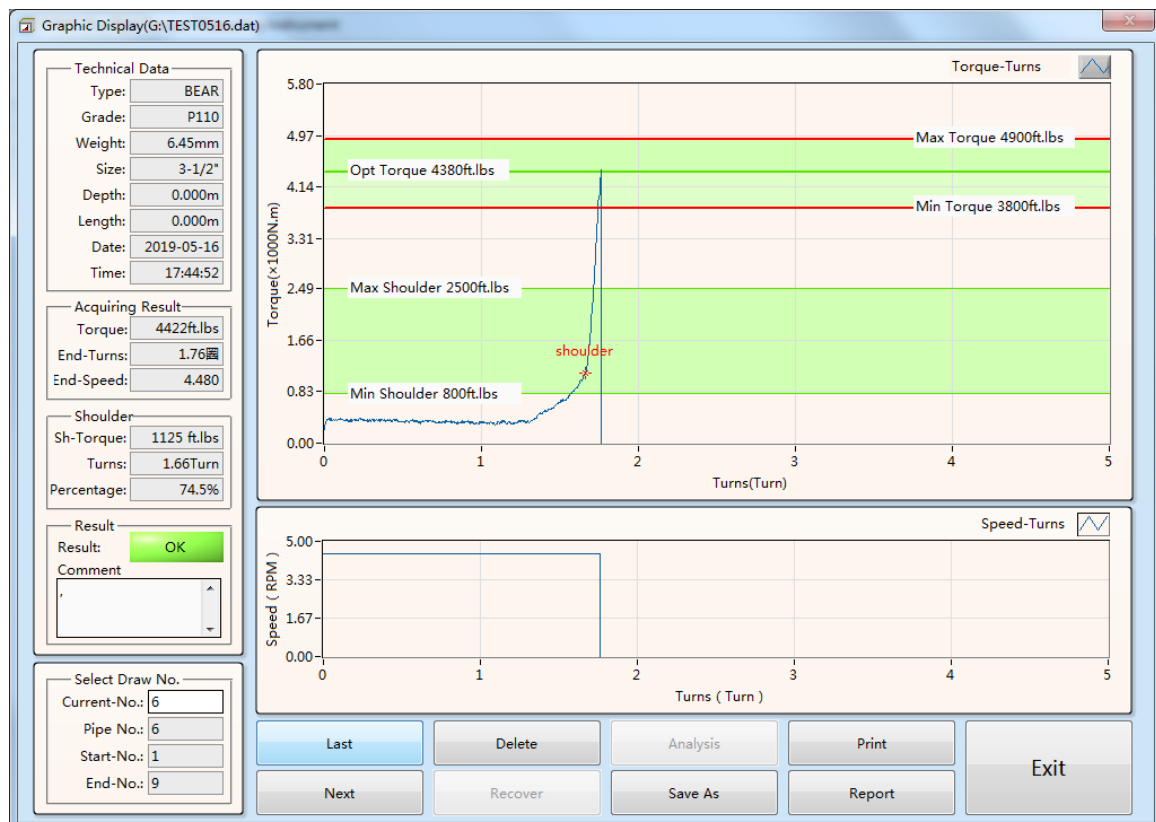 Graphic Display(G:\TEST0516.dat)
Technical Data
Type: BEAR
Grade: P110
Weight: 6.45mm
Size: 3-1/2"
Depth: 0.000m
Length: 0.000m
Date: 2019-05-16
Time: 17:44:52
Acquiring Result
Torque: 4422ft.lbs
End-Turns: 1.76圈
End-Speed: 4.480
Shoulder
Sh-Torque: 1125 ft.lbs
Turns: 1.66Turn
Percentage: 74.5%
Result
Result: OK
Comment
,
Select Draw No.
Current-No.: 6
Pipe No.: 6
Start-No.: 1
End-No.: 9
Torque-Turns
Torque(×1000N.m)
5.80
4.97
4.14
3.31
2.49
1.66
0.83
0.00
Max Torque 4900ft.lbs
Opt Torque 4380ft.lbs
Min Torque 3800ft.lbs
Max Shoulder 2500ft.lbs
shoulder
Min Shoulder 800ft.lbs
0 1 2 3 4 5
Turns(Turn)
Speed-Turns
Speed ( RPM )
5.00
3.33
1.67
0.00
0 1 2 3 4 5
Turns ( Turn )
Last Delete Analysis Print
Exit
Next Recover Save As Report